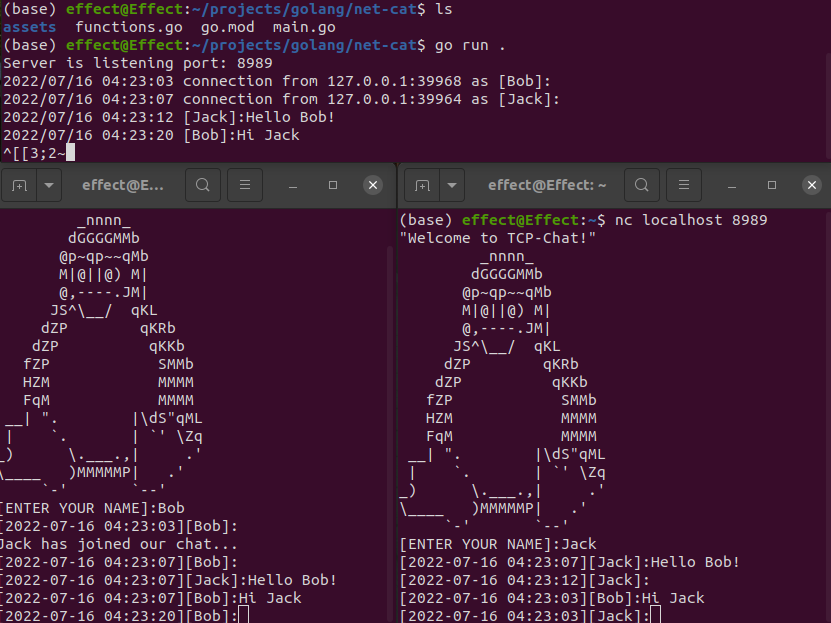 (base) effect@Effect:~/projects/golang/net-cat$ ls
assets  functions.go  go.mod  main.go
(base) effect@Effect:~/projects/golang/net-cat$ go run .
Server is listening port: 8989
2022/07/16 04:23:03 connection from 127.0.0.1:39968 as [Bob]:
2022/07/16 04:23:07 connection from 127.0.0.1:39964 as [Jack]:
2022/07/16 04:23:12 [Jack]:Hello Bob!
2022/07/16 04:23:20 [Bob]:Hi Jack
^[[3;2~
effect@E...
         _nnnn_
        dGGGGMMb
       @p~qp~~qMb
       M|@||@) M|
       @,----.JM|
      JS^\__/  qKL
     dZP        qKRb
    dZP          qKKb
   fZP            SMMb
   HZM            MMMM
   FqM            MMMM
 __| ".        |\dS"qML
 |    `.       | `' \Zq
_)      \.___.,|     .'
\____   )MMMMMP|   .'
     `-'       `--'
[ENTER YOUR NAME]:Bob
[2022-07-16 04:23:03][Bob]:
Jack has joined our chat...
[2022-07-16 04:23:07][Bob]:
[2022-07-16 04:23:07][Jack]:Hello Bob!
[2022-07-16 04:23:07][Bob]:Hi Jack
[2022-07-16 04:23:20][Bob]:
effect@Effect: ~
(base) effect@Effect:~$ nc localhost 8989
"Welcome to TCP-Chat!"
         _nnnn_
        dGGGGMMb
       @p~qp~~qMb
       M|@||@) M|
       @,----.JM|
      JS^\__/  qKL
     dZP        qKRb
    dZP          qKKb
   fZP            SMMb
   HZM            MMMM
   FqM            MMMM
 __| ".        |\dS"qML
 |    `.       | `' \Zq
_)      \.___.,|     .'
\____   )MMMMMP|   .'
     `-'       `--'
[ENTER YOUR NAME]:Jack
[2022-07-16 04:23:07][Jack]:Hello Bob!
[2022-07-16 04:23:12][Jack]:
[2022-07-16 04:23:03][Bob]:Hi Jack
[2022-07-16 04:23:03][Jack]: